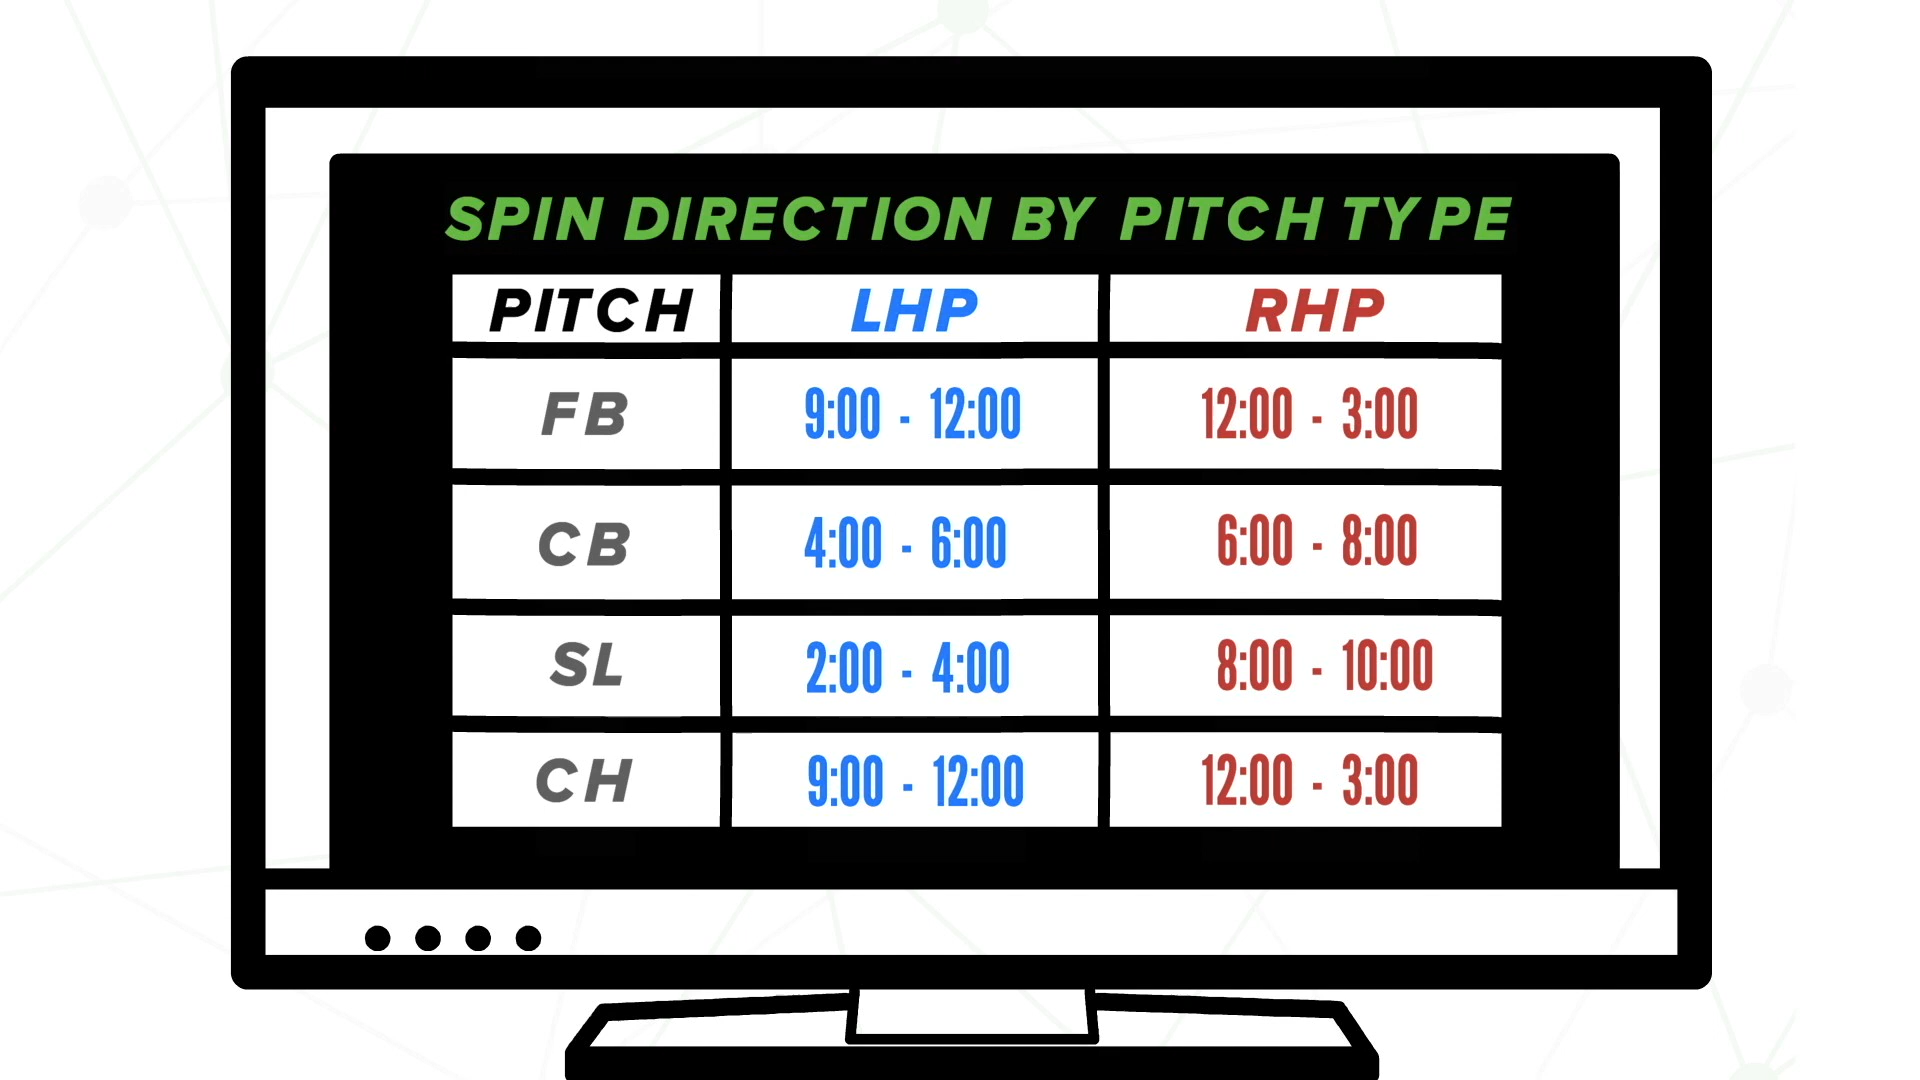 SPIN DIRECTION BY PITCH TYPE
PITCH LHP RHP
FB 9:00 - 12:00 12:00 - 3:00
CB 4:00 - 6:00 6:00 - 8:00
SL 2:00 - 4:00 8:00 - 10:00
CH 9:00 - 12:00 12:00 - 3:00